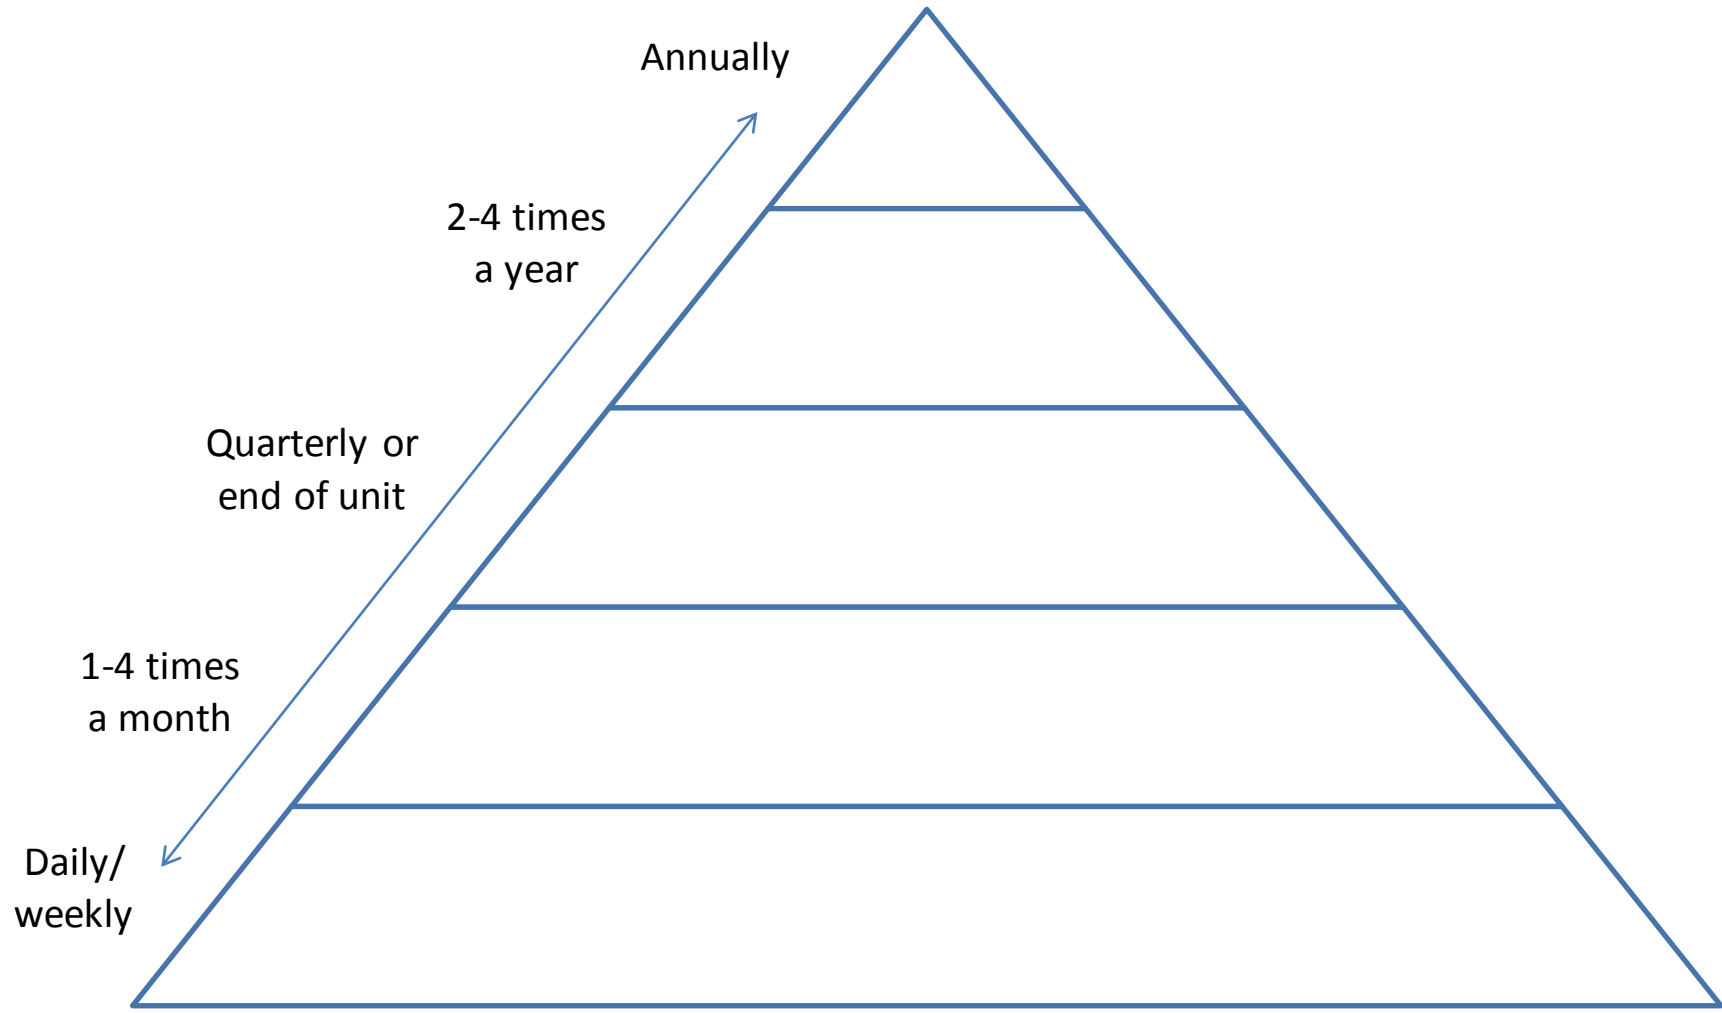 Annually
2-4 times
a year
Quarterly or
end of unit
1-4 times
a month
Daily/
weekly